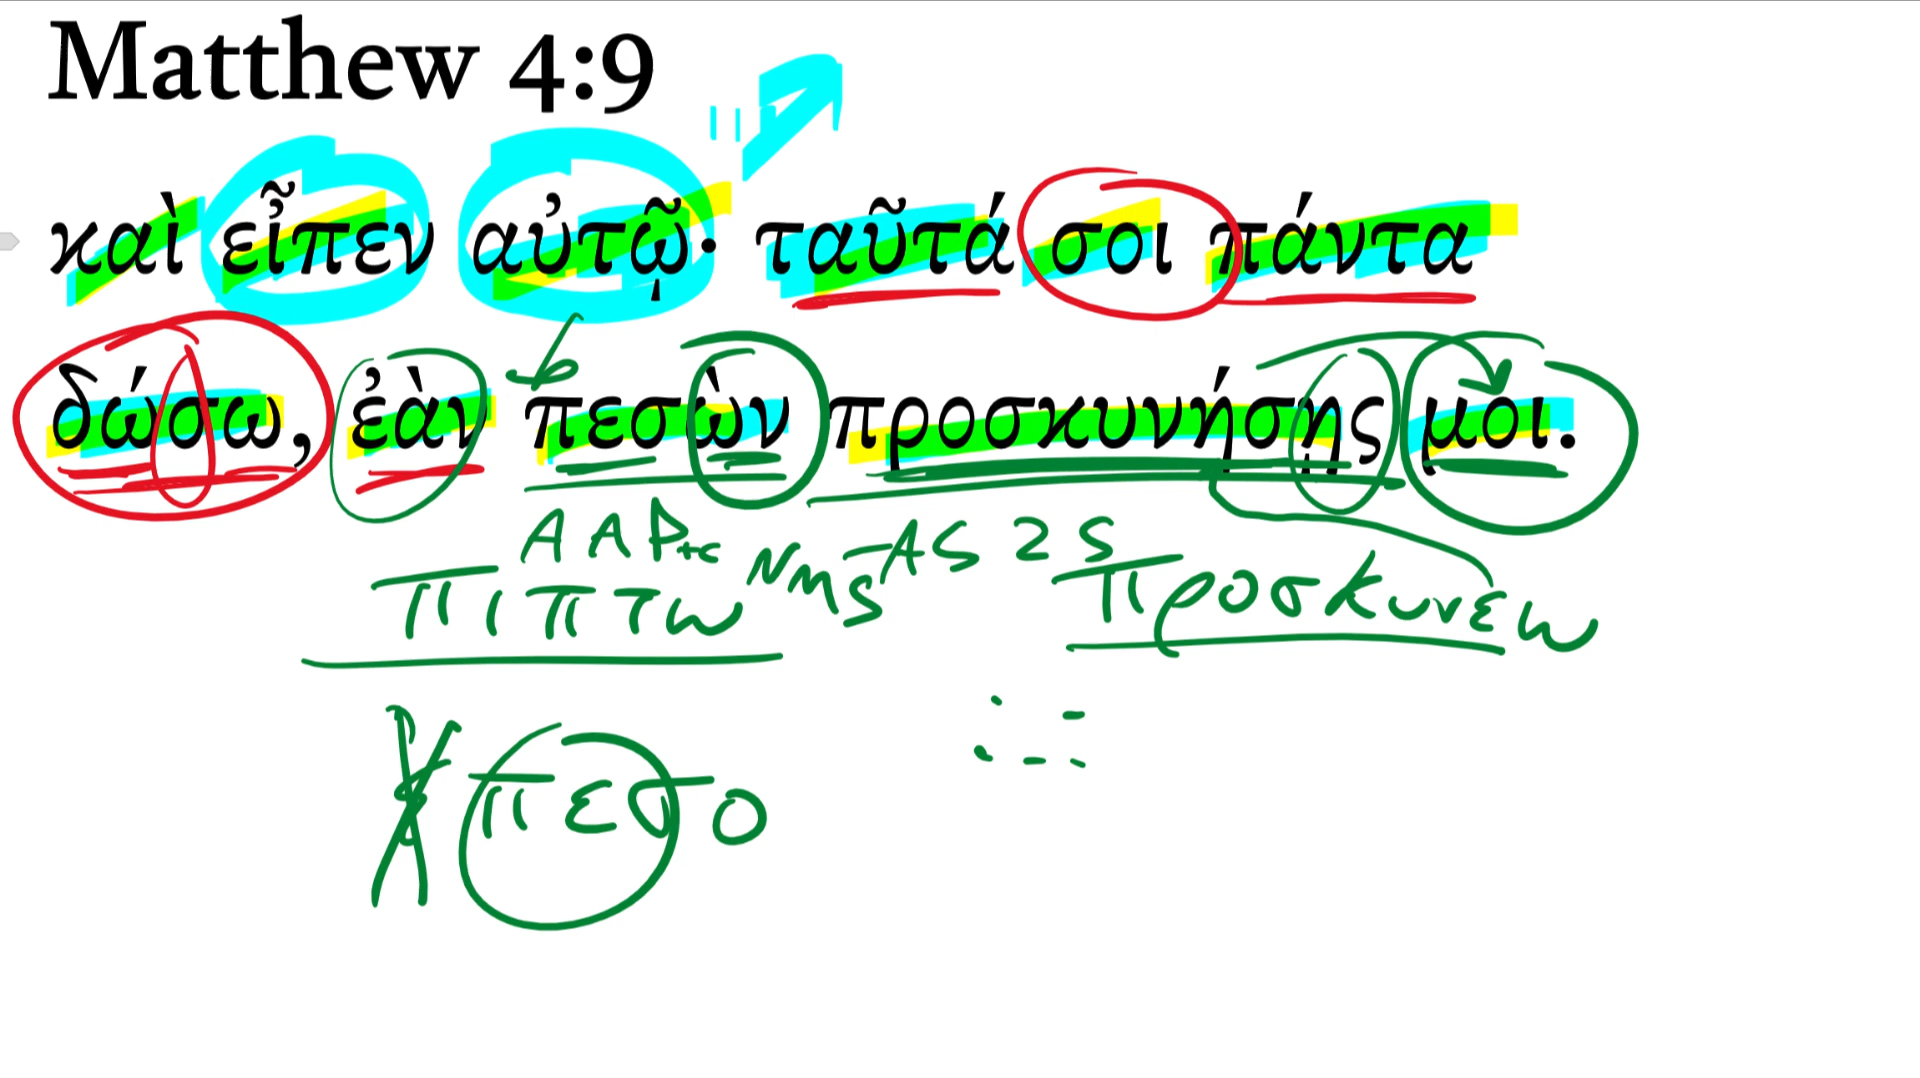 Matthew 4:9
καὶ εἶπεν αὐτῷ· ταῦτά σοι πάντα
δώσω, ἐὰν πεσὼν προσκυνήσῃς μοι.
AAPtc NMS AS 2S
πιπτω προσκυνεω
πεσο